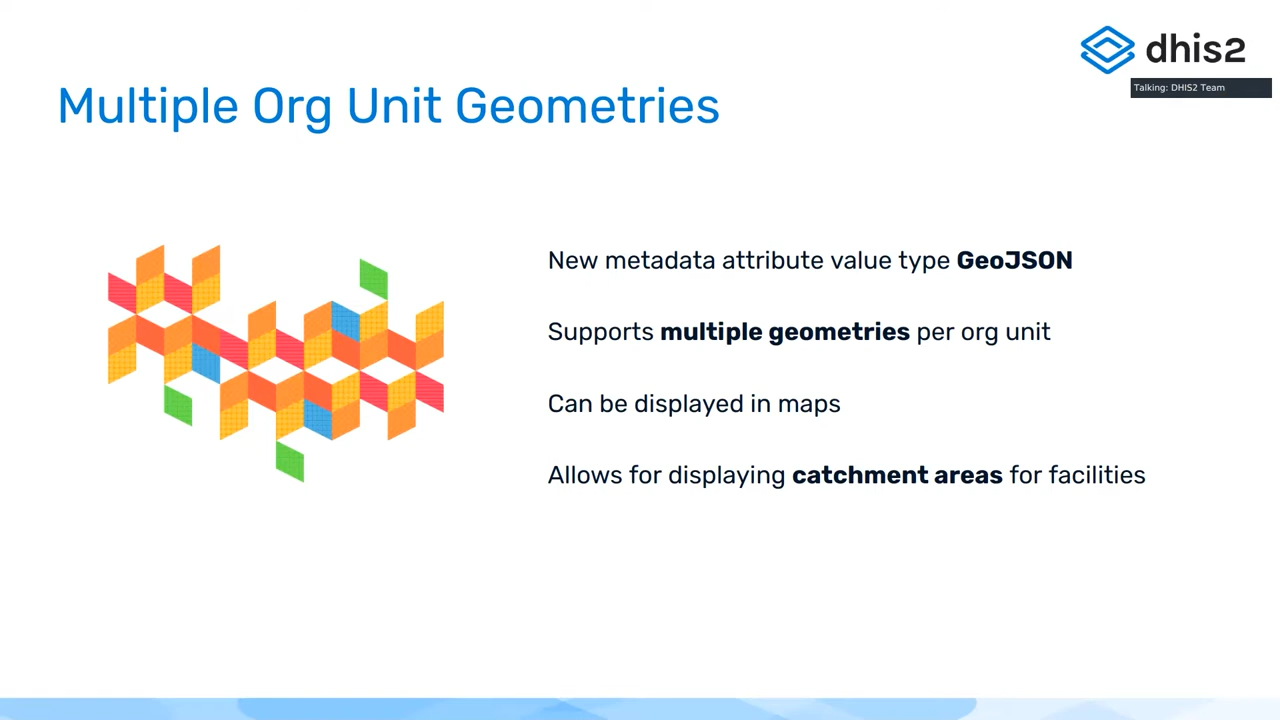 dhis2
Talking: DHIS2 Team
Multiple Org Unit Geometries
New metadata attribute value type GeoJSON
Supports multiple geometries per org unit
Can be displayed in maps
Allows for displaying catchment areas for facilities